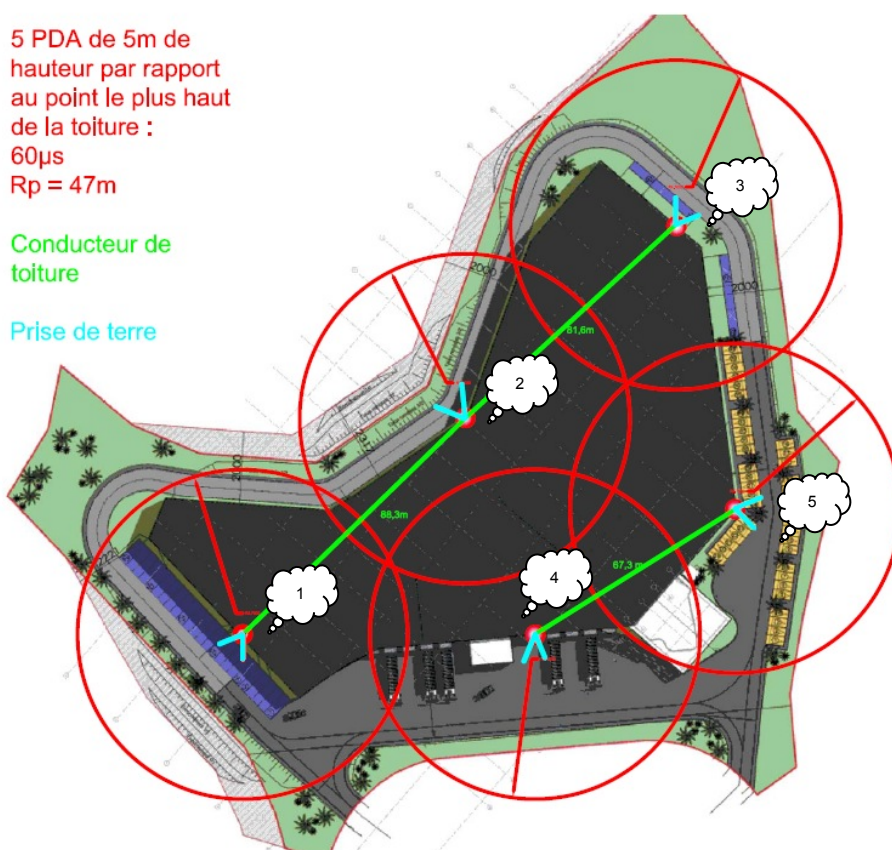 5 PDA de 5m de
hauteur par rapport
au point le plus haut
de la toiture :
60µs
Rp = 47m
Conducteur de
toiture
Prise de terre
3
2000
81,6m
2
2000
5
88,3m
67,3 m
4
1